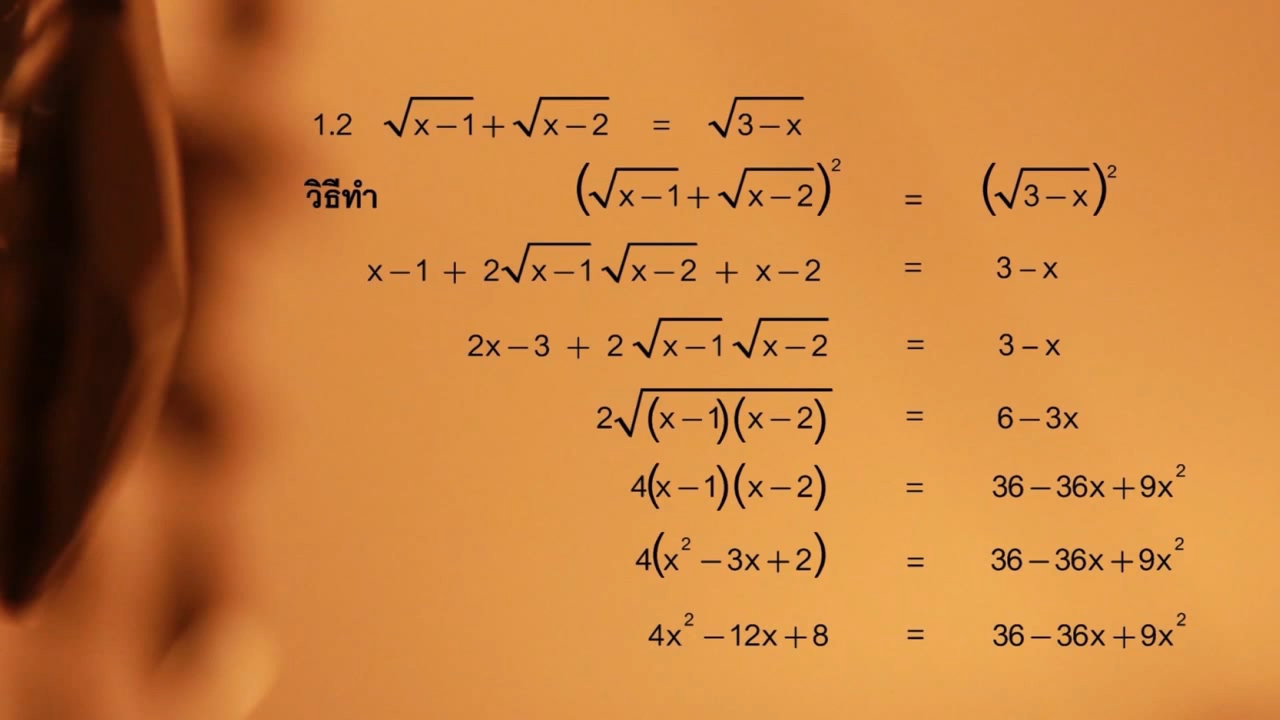 1.2 √(x−1) + √(x−2) = √(3−x)
วิธีทำ (√(x−1) + √(x−2))² = (√(3−x))²
x−1 + 2√(x−1) √(x−2) + x−2 = 3−x
2x−3 + 2√(x−1) √(x−2) = 3−x
2√((x−1)(x−2)) = 6−3x
4(x−1)(x−2) = 36−36x+9x²
4(x²−3x+2) = 36−36x+9x²
4x²−12x+8 = 36−36x+9x²